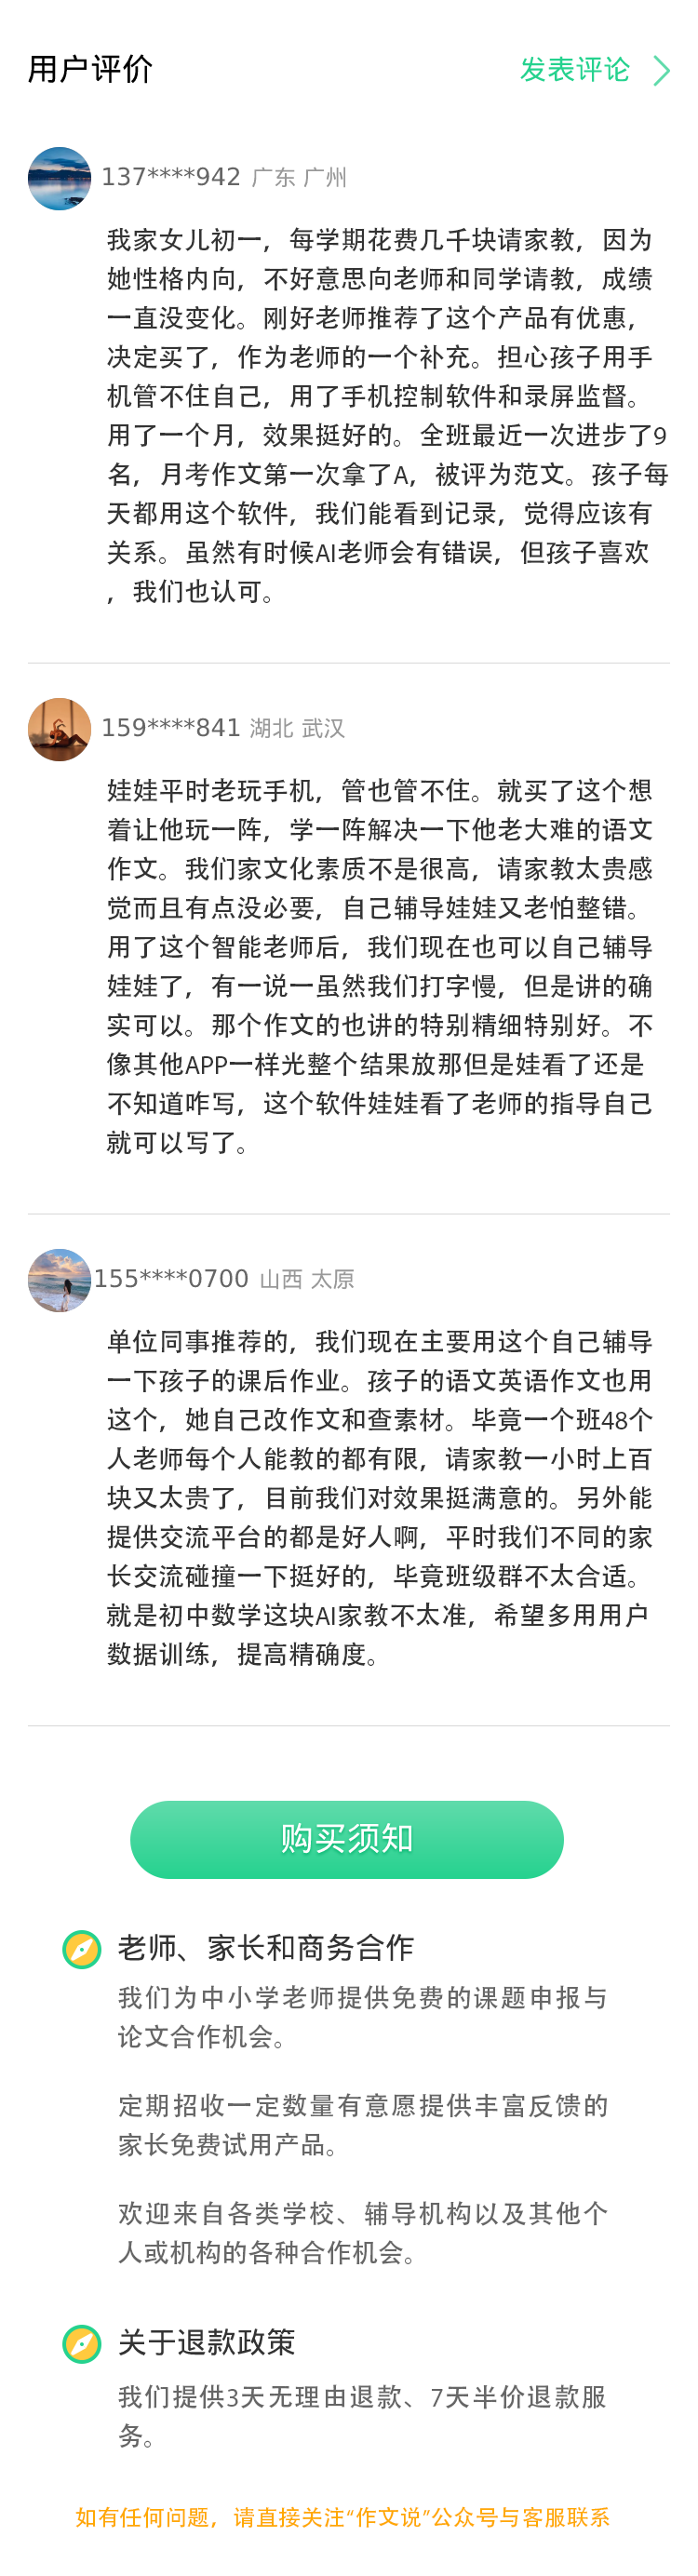 用户评价
发表评论
137****942 广东 广州
我家女儿初一，每学期花费几千块请家教，因为
她性格内向，不好意思向老师和同学请教，成绩
一直没变化。刚好老师推荐了这个产品有优惠，
决定买了，作为老师的一个补充。担心孩子用手
机管不住自己，用了手机控制软件和录屏监督。
用了一个月，效果挺好的。全班最近一次进步了9
名，月考作文第一次拿了A，被评为范文。孩子每
天都用这个软件，我们能看到记录，觉得应该有
关系。虽然有时候AI老师会有错误，但孩子喜欢
，我们也认可。
159****841 湖北 武汉
娃娃平时老玩手机，管也管不住。就买了这个想
着让他玩一阵，学一阵解决一下他老大难的语文
作文。我们家文化素质不是很高，请家教太贵感
觉而且有点没必要，自己辅导娃娃又老怕整错。
用了这个智能老师后，我们现在也可以自己辅导
娃娃了，有一说一虽然我们打字慢，但是讲的确
实可以。那个作文的也讲的特别精细特别好。不
像其他APP一样光整个结果放那但是娃看了还是
不知道咋写，这个软件娃娃看了老师的指导自己
就可以写了。
155****0700 山西 太原
单位同事推荐的，我们现在主要用这个自己辅导
一下孩子的课后作业。孩子的语文英语作文也用
这个，她自己改作文和查素材。毕竟一个班48个
人老师每个人能教的都有限，请家教一小时上百
块又太贵了，目前我们对效果挺满意的。另外能
提供交流平台的都是好人啊，平时我们不同的家
长交流碰撞一下挺好的，毕竟班级群不太合适。
就是初中数学这块AI家教不太准，希望多用用户
数据训练，提高精确度。
购买须知
老师、家长和商务合作
我们为中小学老师提供免费的课题申报与
论文合作机会。
定期招收一定数量有意愿提供丰富反馈的
家长免费试用产品。
欢迎来自各类学校、辅导机构以及其他个
人或机构的各种合作机会。
关于退款政策
我们提供3天无理由退款、7天半价退款服
务。
如有任何问题，请直接关注“作文说”公众号与客服联系